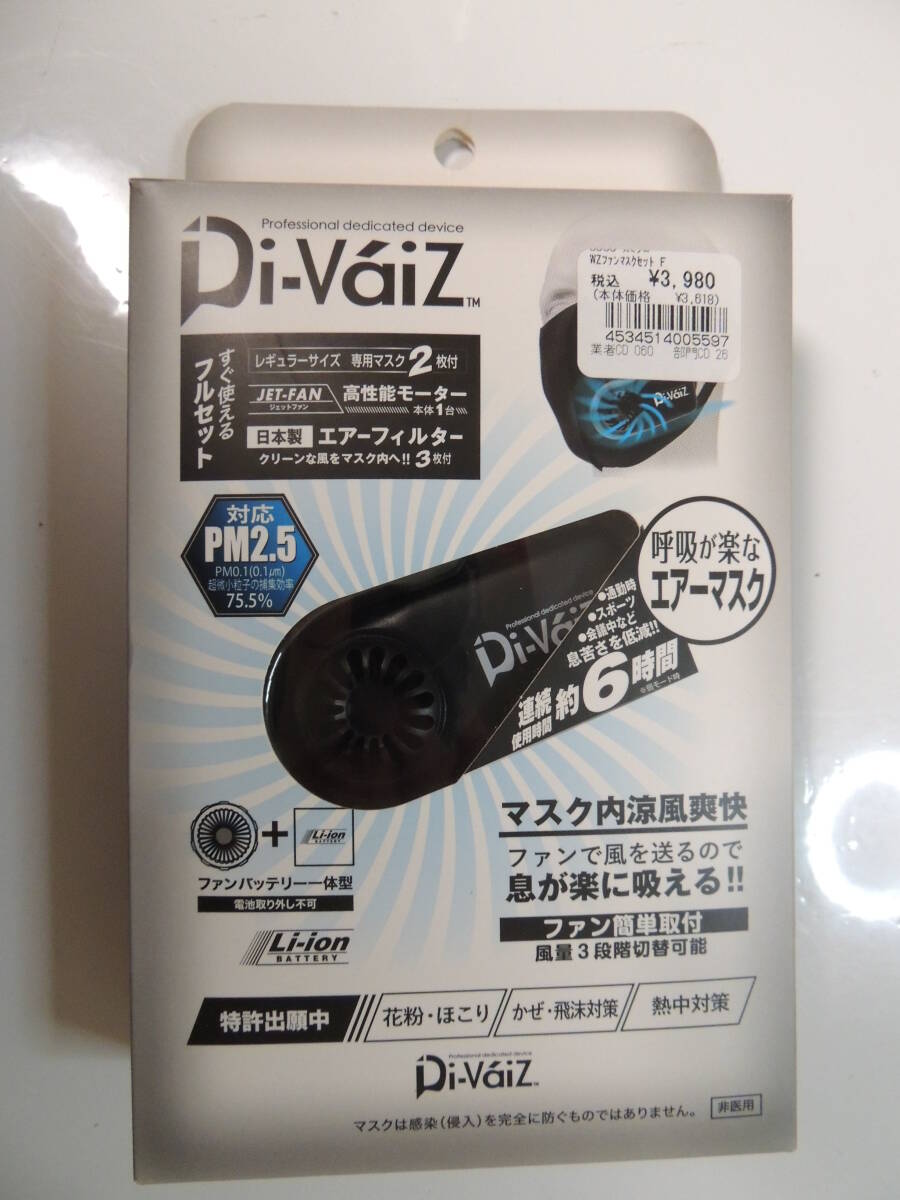 Professional dedicated device
Di-VáiZ™
WZファンマスクセット F
税込 ¥3,980
(本体価格 ¥3,618)
4534514005597
業者CD 060 部門CD 26
すぐ使える
フルセット
レギュラーサイズ 専用マスク2枚付
JET-FAN 高性能モーター
ジェットファン 本体1台
日本製 エアーフィルター
クリーンな風をマスク内へ!! 3枚付
Di-VáiZ
対応
PM2.5
PM0.1(0.1μm)
超微小粒子の捕集効率
75.5%
呼吸が楽な
エアーマスク
Professional dedicated device
Di-VáiZ
●通勤時
●スポーツ
●会議中など
息苦さを低減!!
連続
使用時間
約6時間
※弱モード時
+
Li-ion
BATTERY
ファンバッテリー一体型
電池取り外し不可
Li-ion
BATTERY
マスク内涼風爽快
ファンで風を送るので
息が楽に吸える!!
ファン簡単取付
風量3段階切替可能
特許出願中
花粉・ほこり
かぜ・飛沫対策
熱中対策
Professional dedicated device
Di-VáiZ™
マスクは感染(侵入)を完全に防ぐものではありません。
非医用